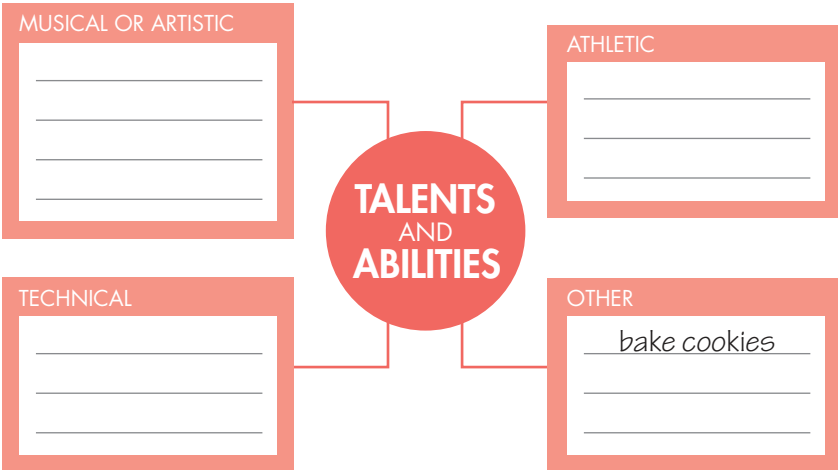 MUSICAL OR ARTISTIC
ATHLETIC
TALENTS
AND
ABILITIES
TECHNICAL
OTHER
bake cookies